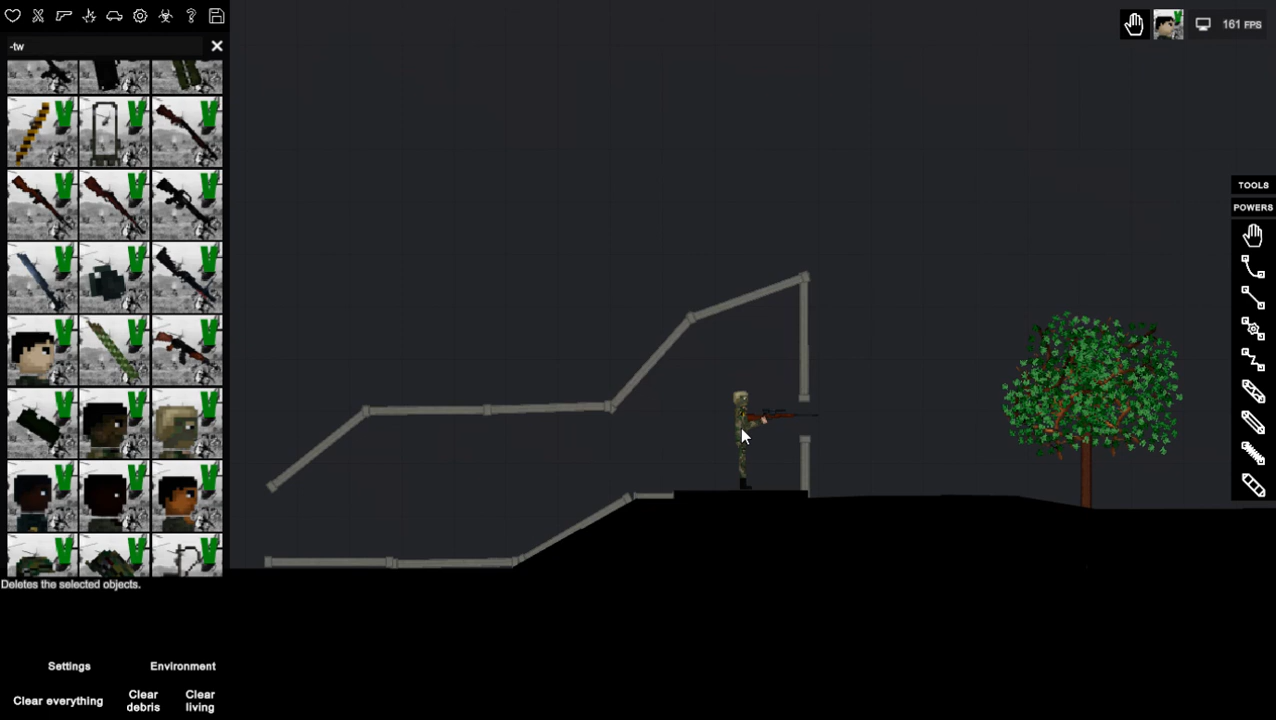 161 FPS
-tw
TOOLS
POWERS
Deletes the selected objects.
Settings
Environment
Clear everything
Clear
debris
Clear
living